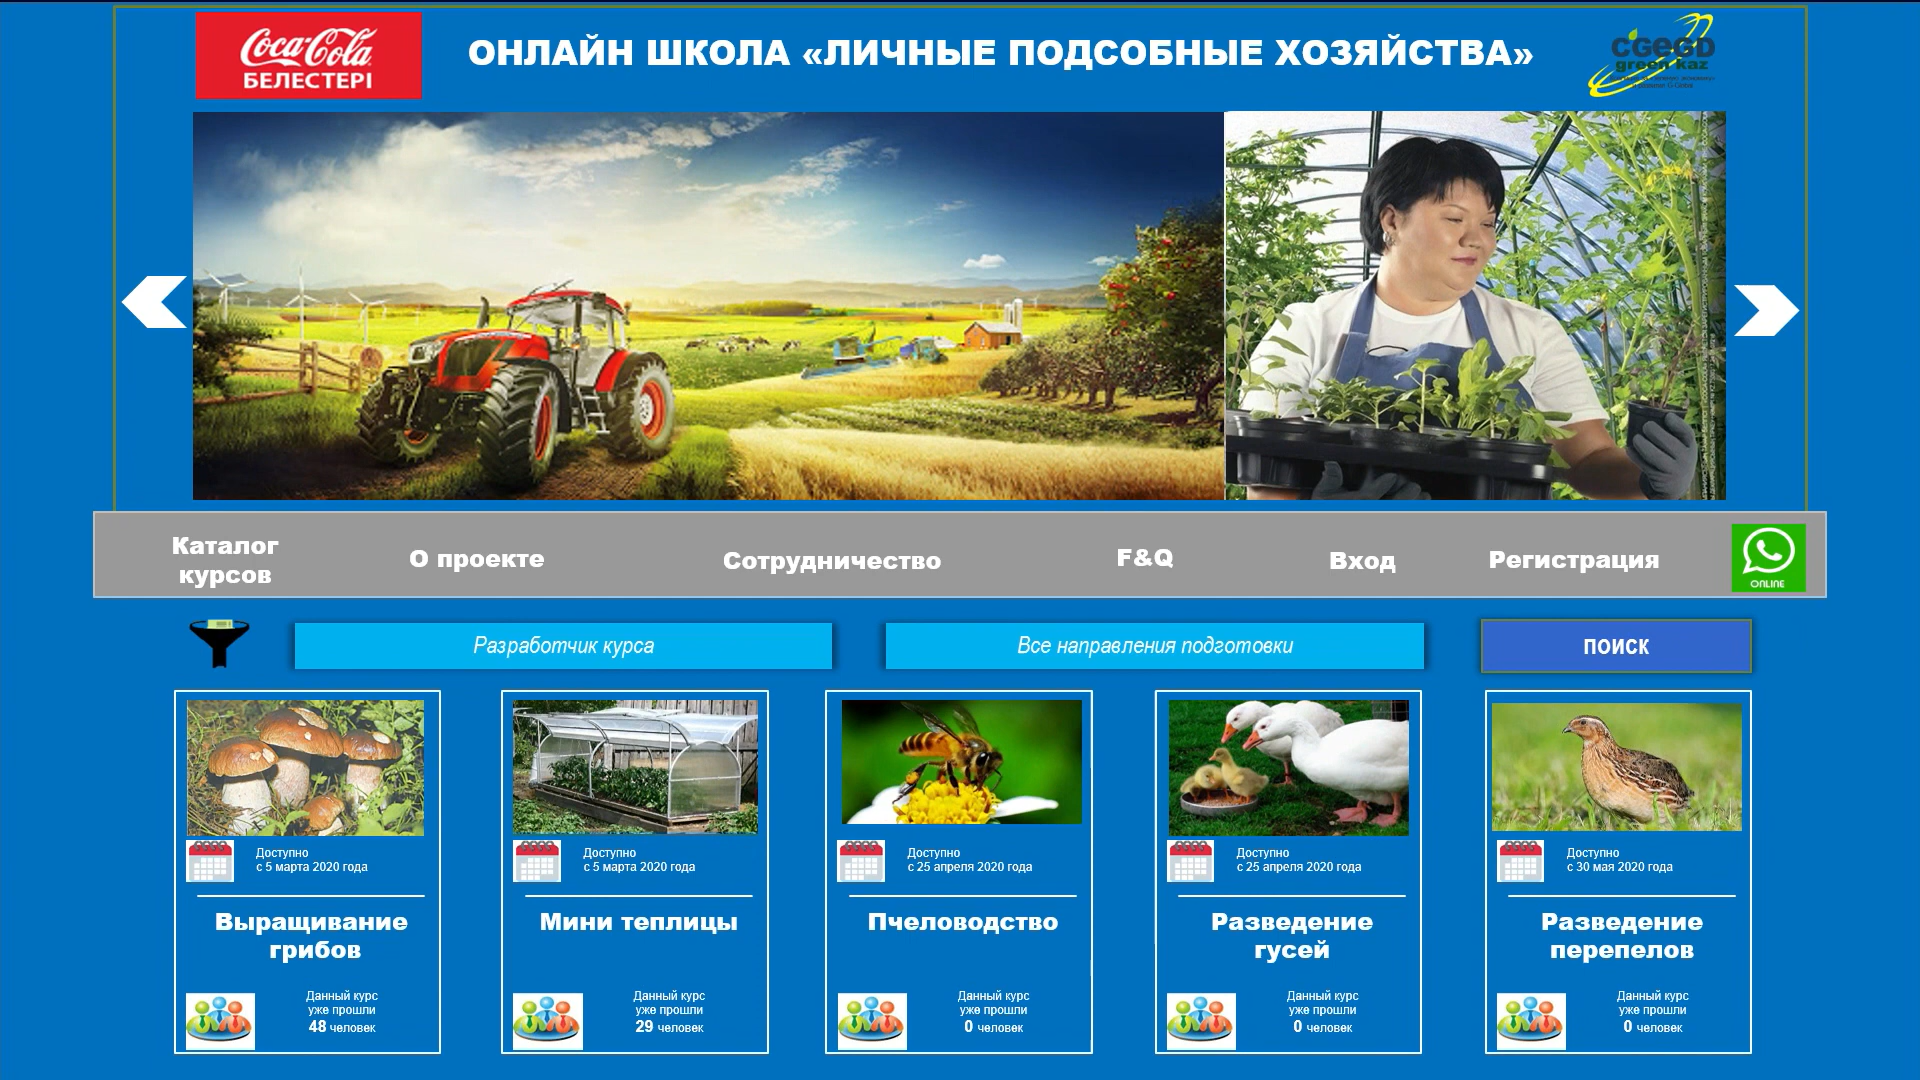 Coca-Cola
БЕЛЕСТЕРІ
ОНЛАЙН ШКОЛА «ЛИЧНЫЕ ПОДСОБНЫЕ ХОЗЯЙСТВА»
CGEGD
green kaz
Каталог
курсов
О проекте
Сотрудничество
F&Q
Вход
Регистрация
ONLINE
Разработчик курса
Все направления подготовки
ПОИСК
Доступно
с 5 марта 2020 года
Выращивание
грибов
Данный курс
уже прошли
48 человек
Доступно
с 5 марта 2020 года
Мини теплицы
Данный курс
уже прошли
29 человек
Доступно
с 25 апреля 2020 года
Пчеловодство
Данный курс
уже прошли
0 человек
Доступно
с 25 апреля 2020 года
Разведение
гусей
Данный курс
уже прошли
0 человек
Доступно
с 30 мая 2020 года
Разведение
перепелов
Данный курс
уже прошли
0 человек